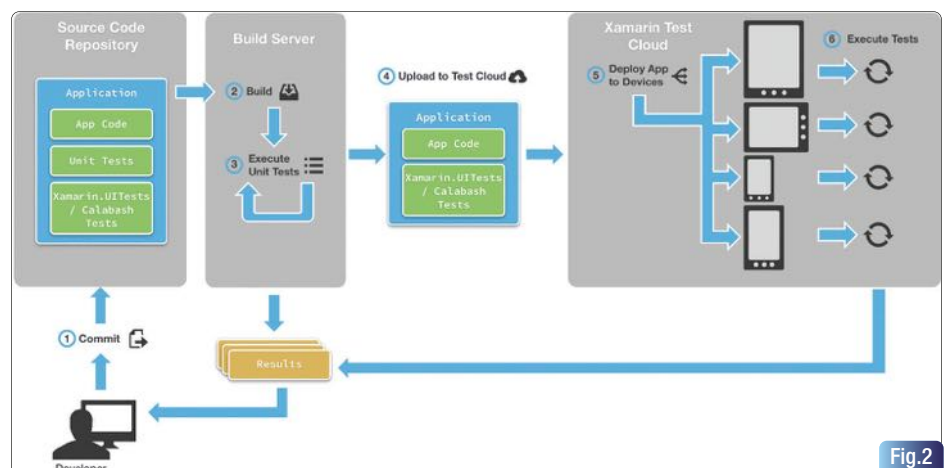 Source Code
Repository
Application
App Code
Unit Tests
Xamarin.UITests
/ Calabash
Tests
1 Commit
Developer
Build Server
2 Build
3 Execute
Unit Tests
Results
4 Upload to Test Cloud
Application
App Code
Xamarin.UITests
/ Calabash
Tests
Xamarin Test
Cloud
5 Deploy App
to Devices
6 Execute Tests
Fig.2